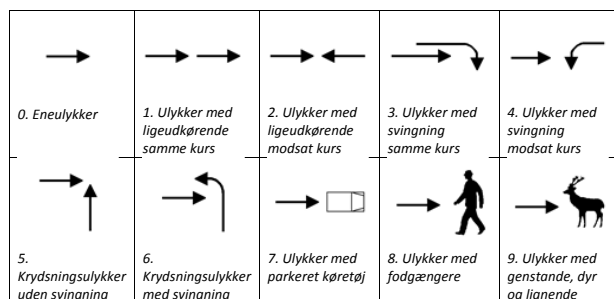 0. Eneulykker
1. Ulykker med
ligeudkørende
samme kurs
2. Ulykker med
ligeudkørende
modsat kurs
3. Ulykker med
svingning
samme kurs
4. Ulykker med
svingning
modsat kurs
5.
Krydsningsulykker
uden svingning
6.
Krydsningsulykker
med svingning
7. Ulykker med
parkeret køretøj
8. Ulykker med
fodgængere
9. Ulykker med
genstande, dyr
og lignende